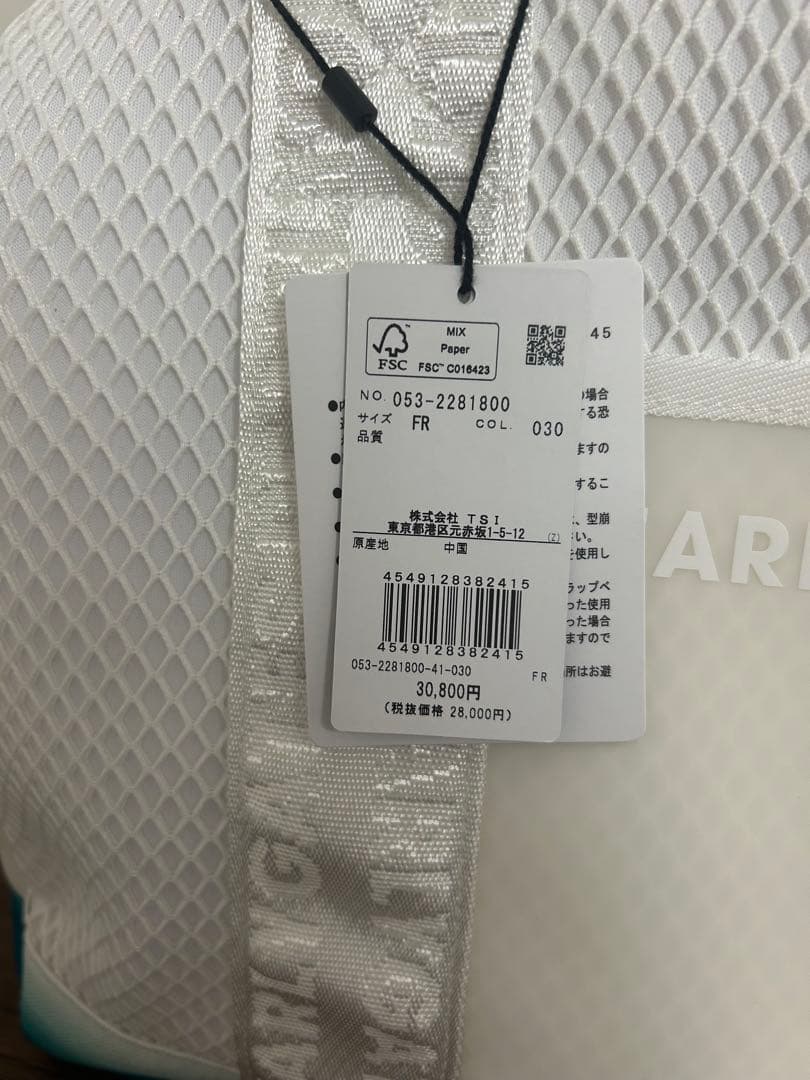 MIX
Paper
FSC™ C016423
FSC
NO. 053-2281800
サイズ FR COL. 030
品質
株式会社 TSI
東京都港区元赤坂1-5-12 (Z)
原産地 中国
4549128382415
4549128382415
053-2281800-41-030 FR
30,800円
(税抜価格 28,000円)
45
場合
する恐
ますの
するこ
型崩
い。
使用し
ラップベ
った使用
った場合
ますので
所はお避